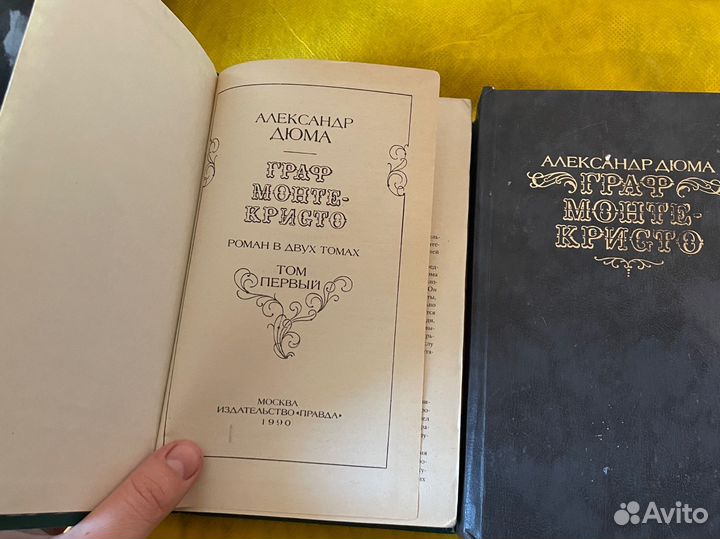 АЛЕКСАНДР
ДЮМА
ГРАФ
МОНТЕ-
КРИСТО
РОМАН В ДВУХ ТОМАХ
ТОМ
ПЕРВЫЙ
МОСКВА
ИЗДАТЕЛЬСТВО «ПРАВДА»
1990
АЛЕКСАНДР ДЮМА
ГРАФ
МОНТЕ-
КРИСТО
Avito